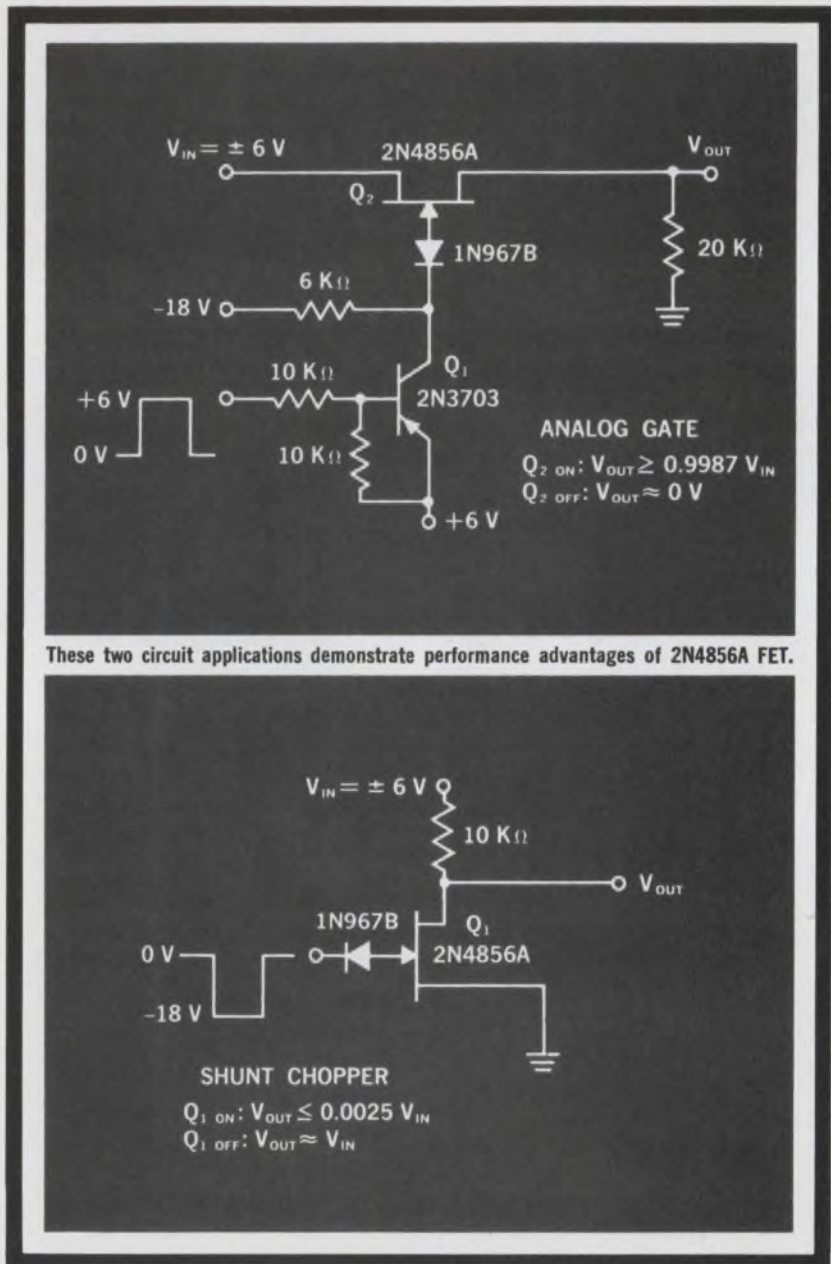 V_IN = ± 6 V
2N4856A
V_OUT
Q₂
1N967B
20 KΩ
6 KΩ
–18 V
10 KΩ
Q₁
2N3703
+6 V
0 V
10 KΩ
+6 V
ANALOG GATE
Q₂ ON: V_OUT ≥ 0.9987 V_IN
Q₂ OFF: V_OUT ≈ 0 V
These two circuit applications demonstrate performance advantages of 2N4856A FET.
V_IN = ± 6 V
10 KΩ
V_OUT
1N967B
Q₁
2N4856A
0 V
–18 V
SHUNT CHOPPER
Q₁ ON: V_OUT ≤ 0.0025 V_IN
Q₁ OFF: V_OUT ≈ V_IN